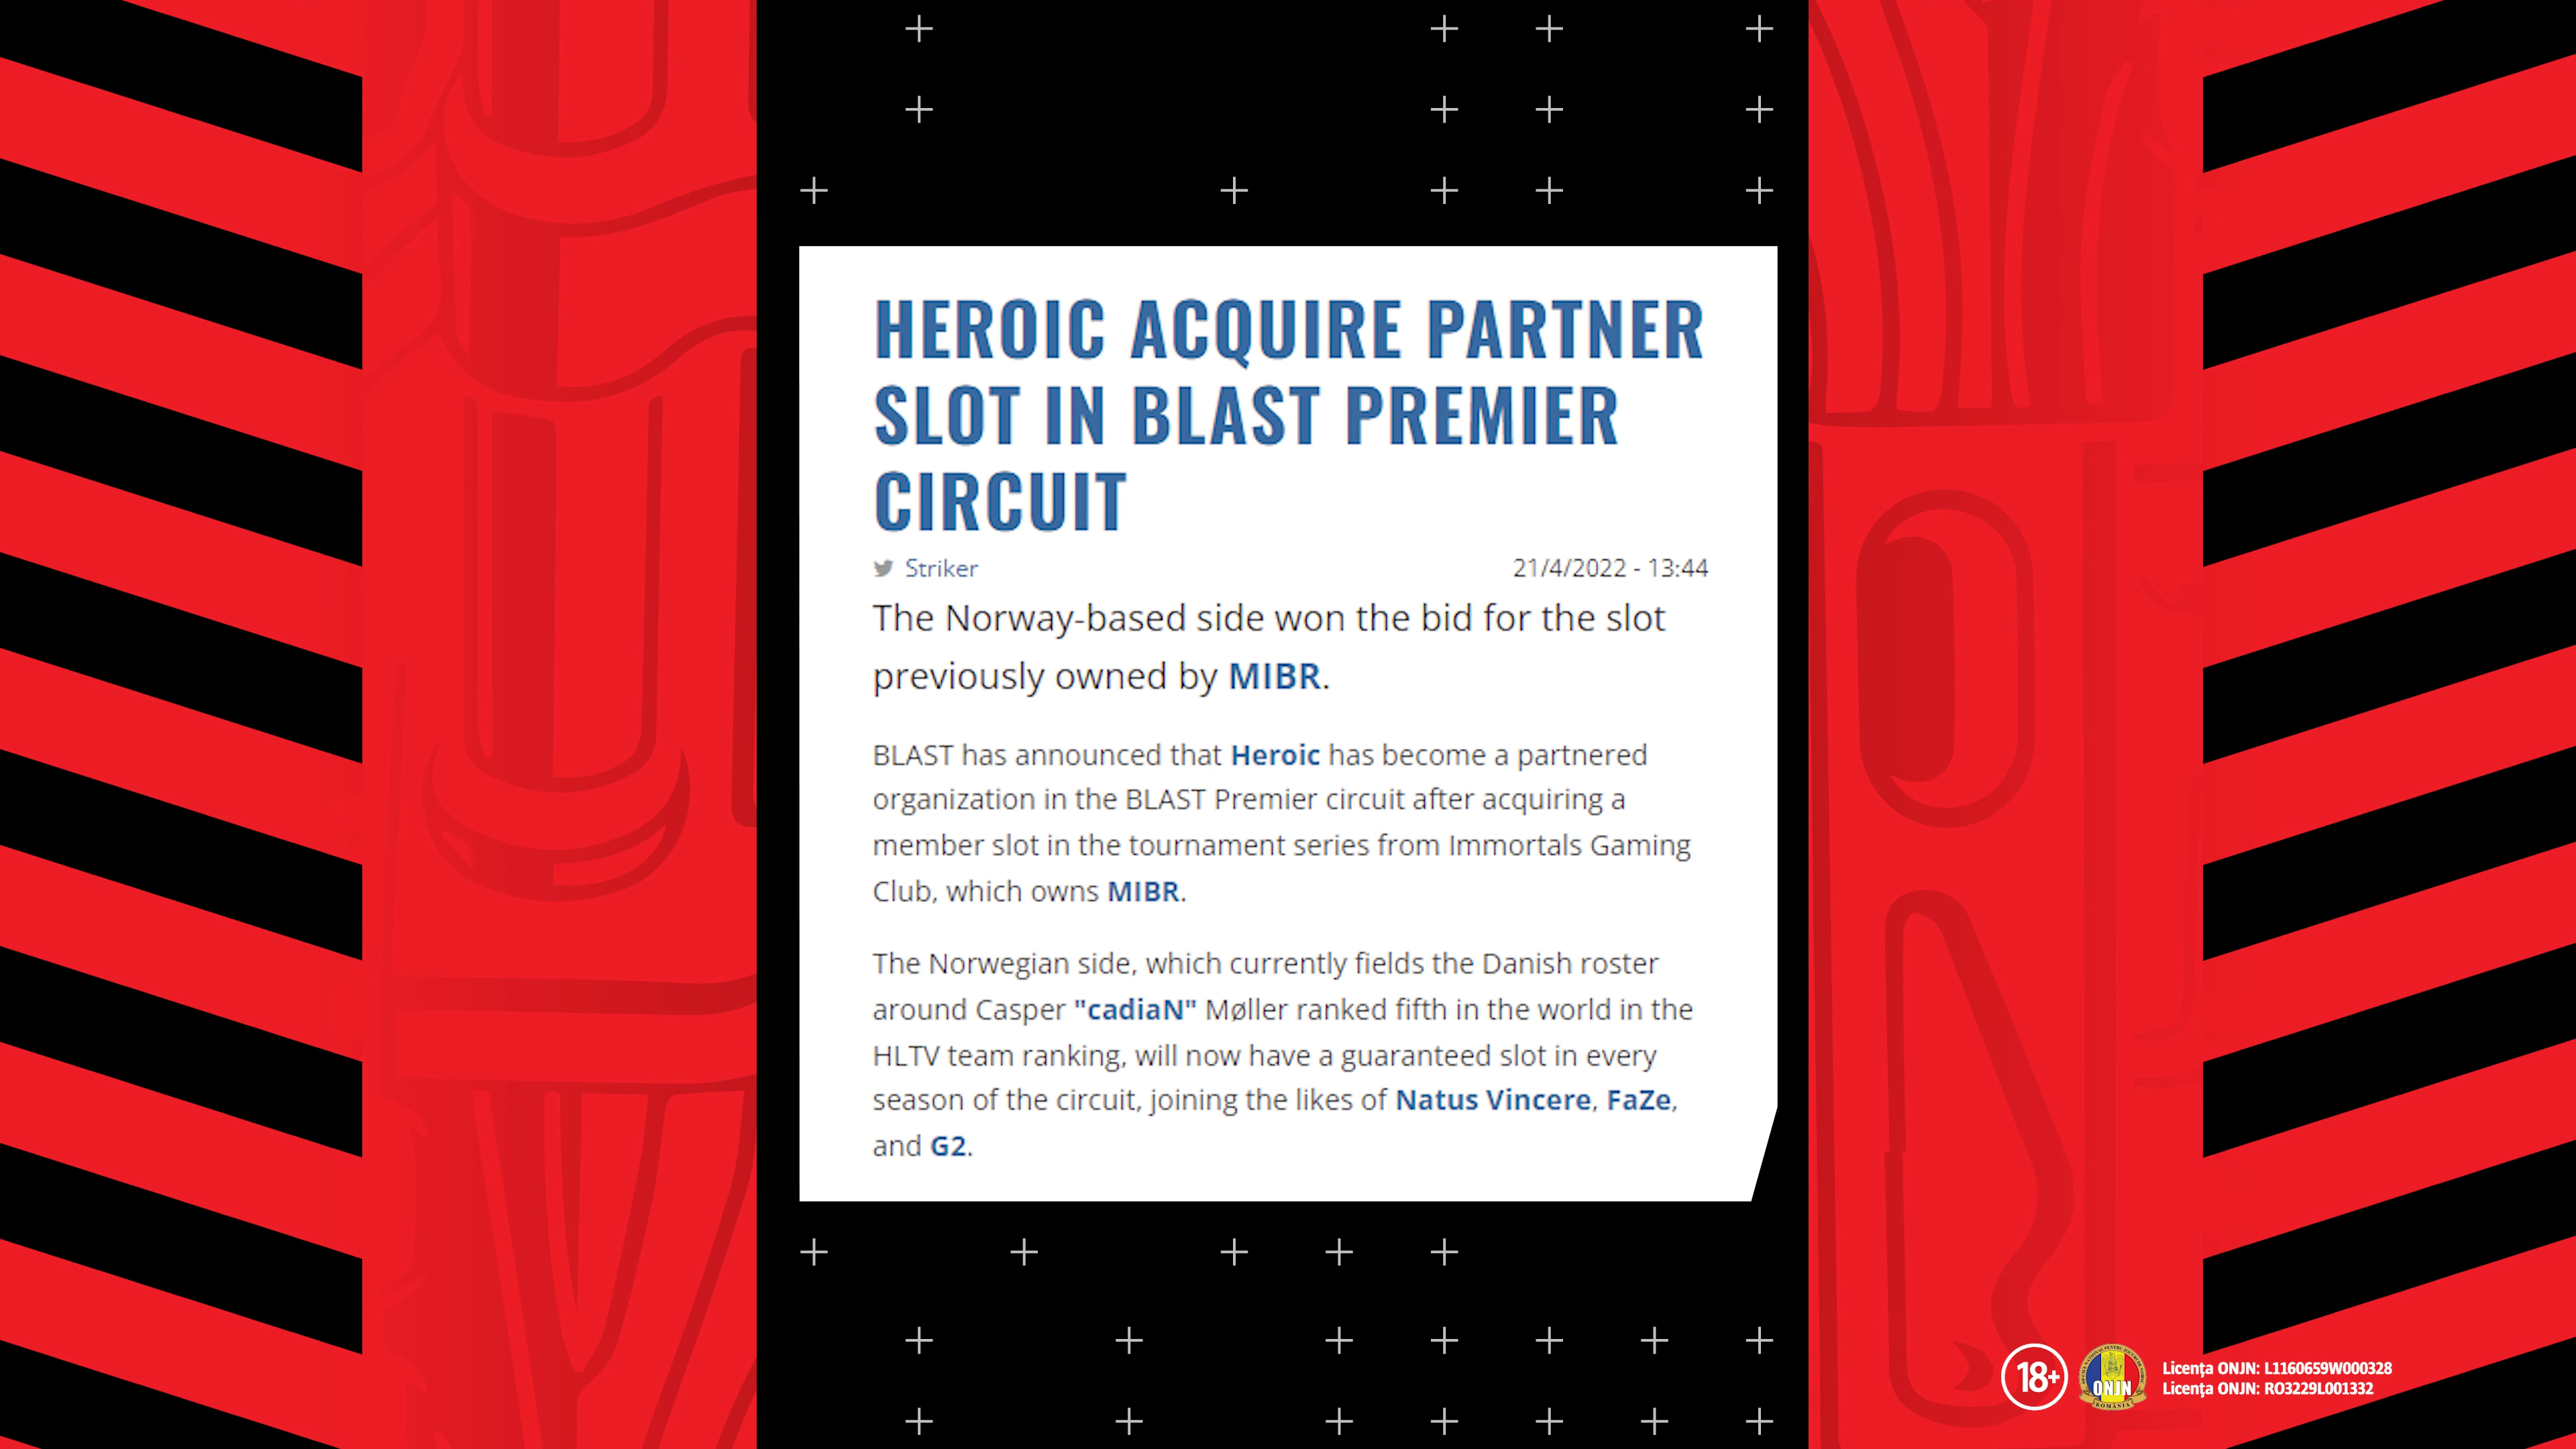 HEROIC ACQUIRE PARTNER
SLOT IN BLAST PREMIER
CIRCUIT
Striker 21/4/2022 - 13:44
The Norway-based side won the bid for the slot
previously owned by MIBR.
BLAST has announced that Heroic has become a partnered
organization in the BLAST Premier circuit after acquiring a
member slot in the tournament series from Immortals Gaming
Club, which owns MIBR.
The Norwegian side, which currently fields the Danish roster
around Casper "cadiaN" Møller ranked fifth in the world in the
HLTV team ranking, will now have a guaranteed slot in every
season of the circuit, joining the likes of Natus Vincere, FaZe,
and G2.
18+
ONJN
ROMÂNIA
Licența ONJN: L1160659W000328
Licența ONJN: RO3229L001332